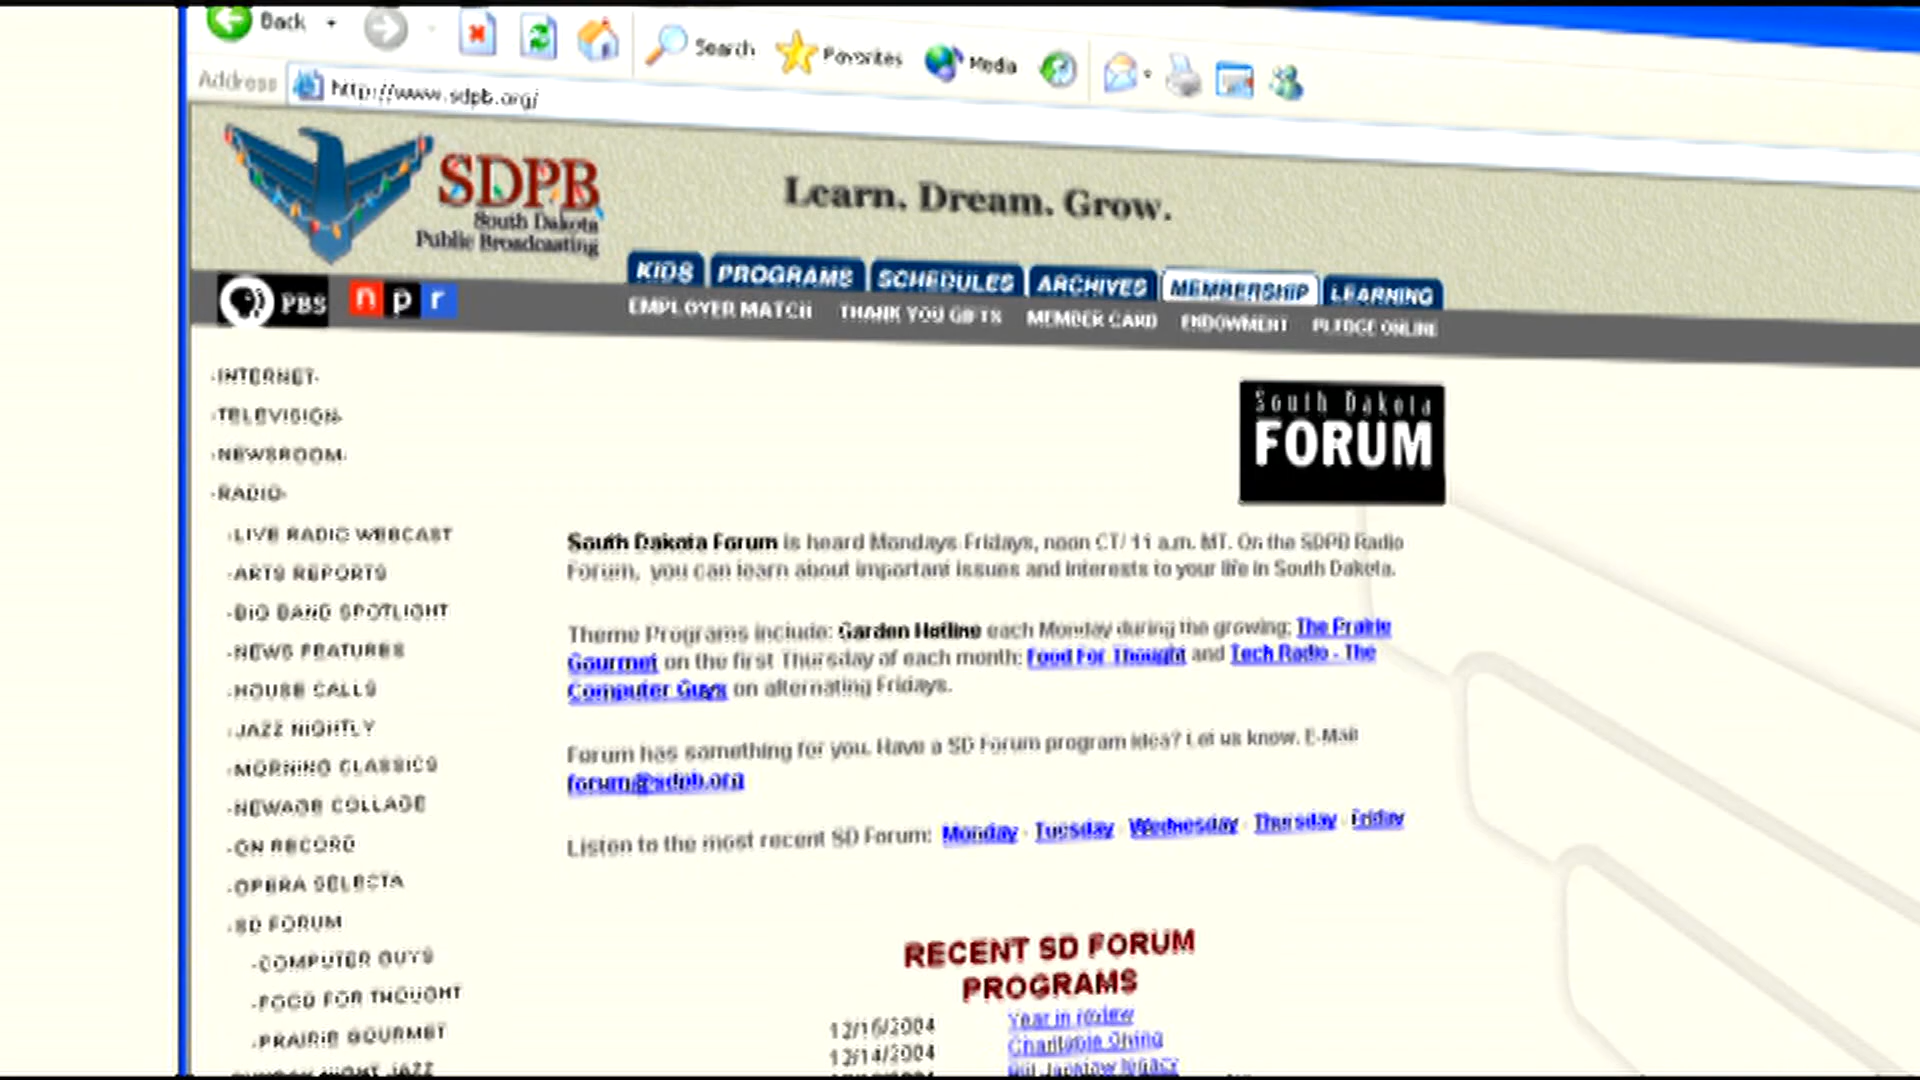 Back
Search
Favorites
Media
Address
http://www.sdpb.org/
SDPB
South Dakota
Public Broadcasting
Learn. Dream. Grow.
KIDS
PROGRAMS
SCHEDULES
ARCHIVES
MEMBERSHIP
LEARNING
PBS
npr
EMPLOYER MATCH
THANK YOU GIFTS
MEMBER CARD
ENDOWMENT
PLEDGE ONLINE
-INTERNET-
-TELEVISION-
-NEWSROOM-
-RADIO-
-LIVE RADIO WEBCAST
-ARTS REPORTS
-BIG BAND SPOTLIGHT
-NEWS FEATURES
-HOUSE CALLS
-JAZZ NIGHTLY
-MORNING CLASSICS
-NEWAGE COLLAGE
-ON RECORD
-OPERA SELECTA
-SD FORUM
-COMPUTER GUYS
-FOOD FOR THOUGHT
-PRAIRIE GOURMET
NIGHT JAZZ
South Dakota
FORUM
South Dakota Forum is heard Mondays-Fridays, noon CT/ 11 a.m. MT. On the SDPB Radio
Forum, you can learn about important issues and interests to your life in South Dakota.
Theme Programs include: Garden Hotline each Monday during the growing; The Prairie
Gourmet on the first Thursday of each month; Food For Thought and Tech Radio - The
Computer Guys on alternating Fridays.
Forum has something for you. Have a SD Forum program idea? Let us know. E-Mail
forum@sdpb.org
Listen to the most recent SD Forum: Monday - Tuesday - Wednesday - Thursday - Friday
RECENT SD FORUM
PROGRAMS
12/16/2004 Year in review
12/14/2004 Charitable Giving
Bill Janklow legacy